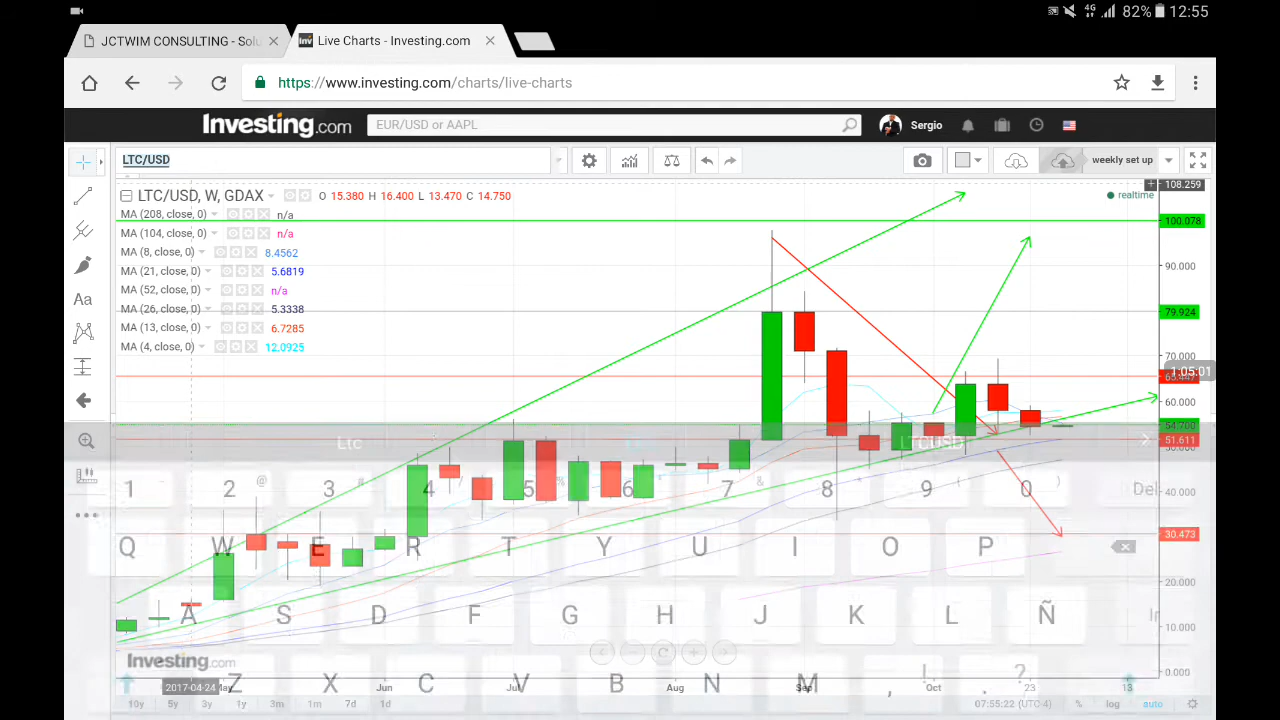 4G 82% 12:55
JCTWIM CONSULTING - Solu
Live Charts - Investing.com
https://www.investing.com/charts/live-charts
Investing.com
EUR/USD or AAPL
Sergio
LTC/USD
weekly set up
LTC/USD, W, GDAX
O 15.380 H 16.400 L 13.470 C 14.750
realtime
108.259
MA (208, close, 0) n/a
100.078
MA (104, close, 0) n/a
MA (8, close, 0) 8.4562
90.000
MA (21, close, 0) 5.6819
MA (52, close, 0) n/a
MA (26, close, 0) 5.3338
79.924
MA (13, close, 0) 6.7285
MA (4, close, 0) 12.0925
70.000
1:05:01
60.000
54.700
Aa
Ltc
LTCUSD
51.611
1 2 @ 3 4 / 5 % 6 7 & 8 9 ( 0 ) Del
40.000
30.473
Q W E R T Y U I O P
20.000
A S D F G H J K L Ñ
10.000
Investing.com
0.000
2017-04-24 May Jun Jul Aug Sep Oct 23 13
Z X C V B N M , ! . ?
10y 5y 3y 1y 3m 1m 7d 1d
07:55:22 (UTC-4) % log auto